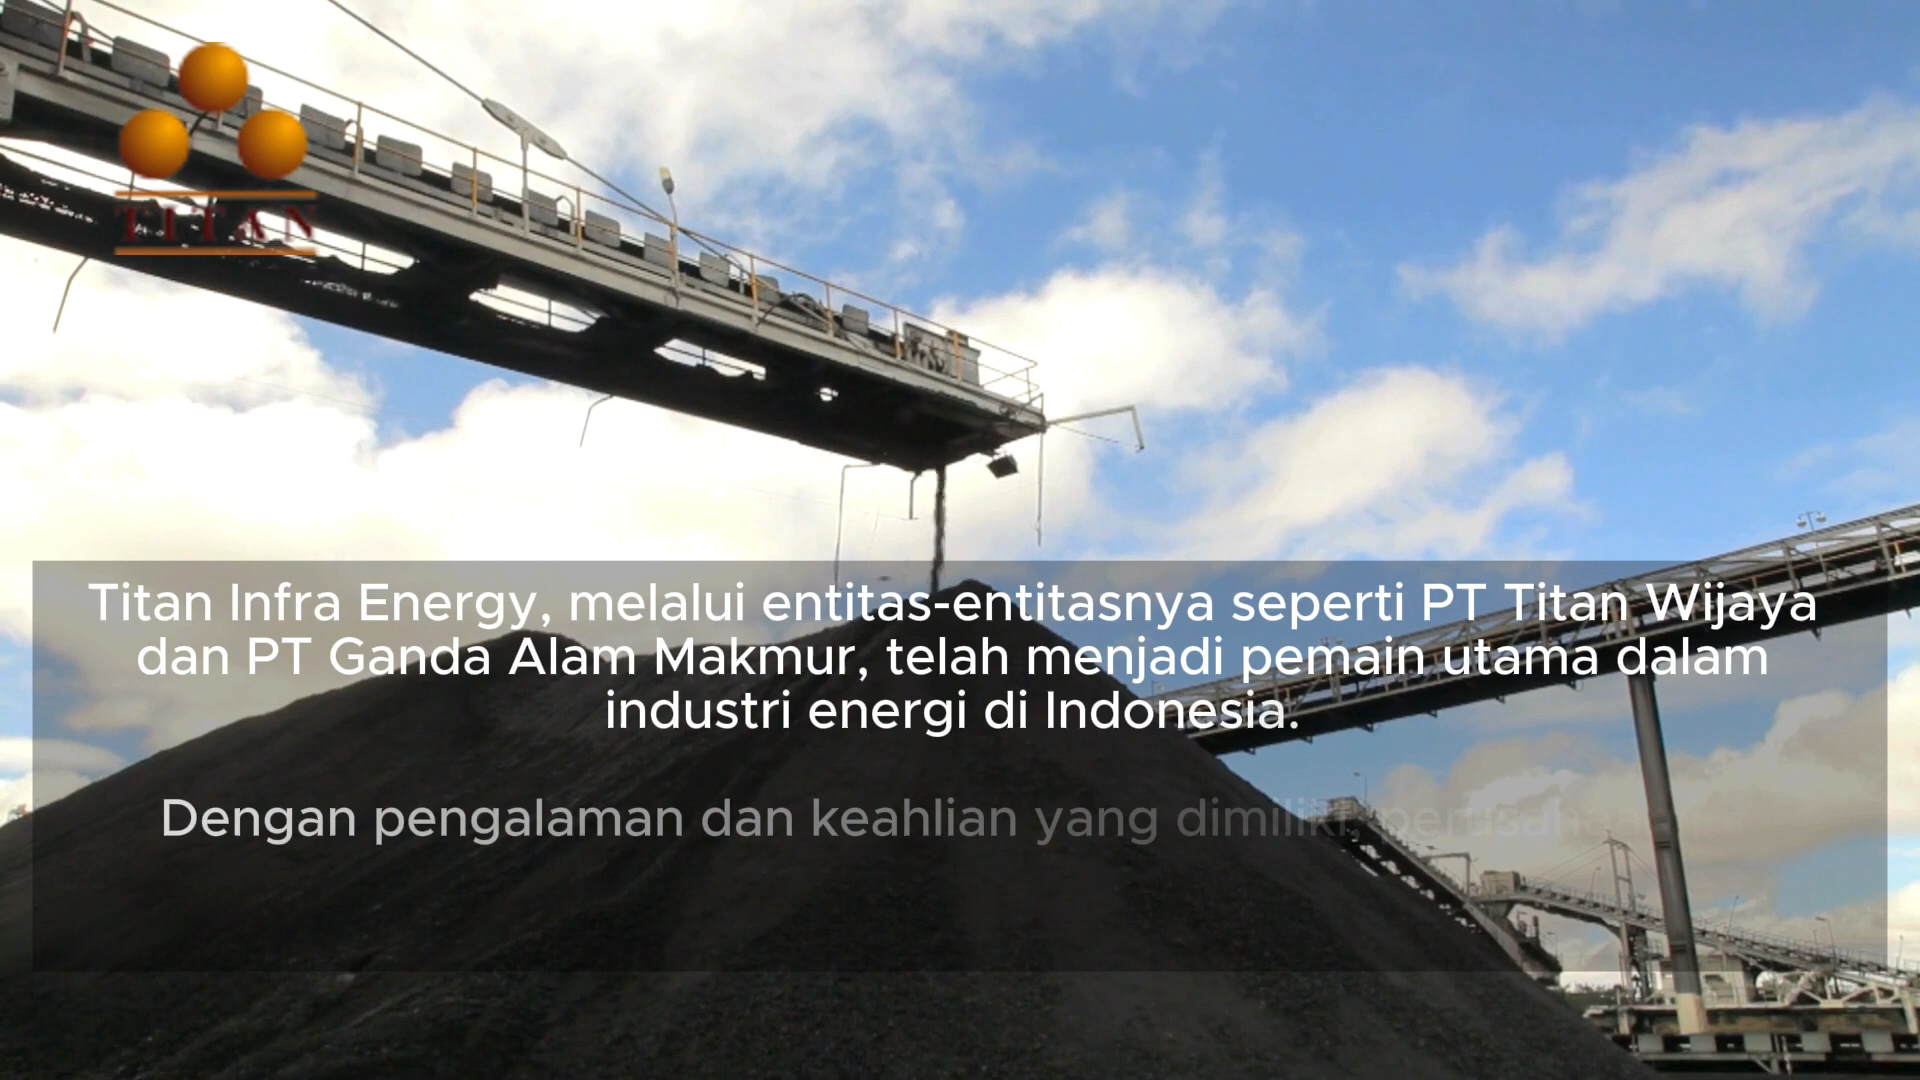 TITAN
Titan Infra Energy, melalui entitas-entitasnya seperti PT Titan Wijaya
dan PT Ganda Alam Makmur, telah menjadi pemain utama dalam
industri energi di Indonesia.
Dengan pengalaman dan keahlian yang dimiliki,